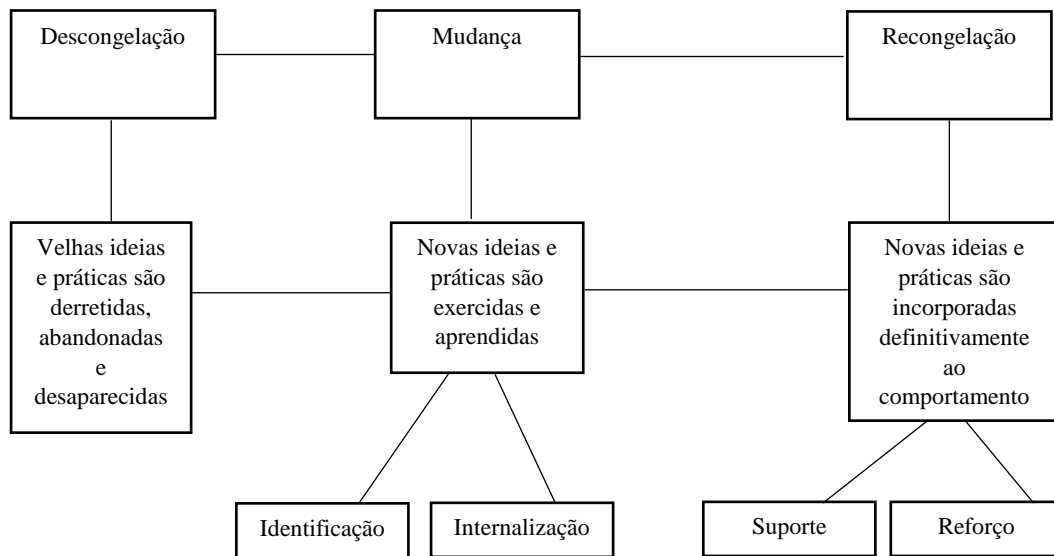 Descongelação
Mudança
Recongelação
Velhas ideias
e práticas são
derretidas,
abandonadas
e
desaparecidas
Novas ideias e
práticas são
exercidas e
aprendidas
Novas ideias e
práticas são
incorporadas
definitivamente
ao
comportamento
Identificação
Internalização
Suporte
Reforço